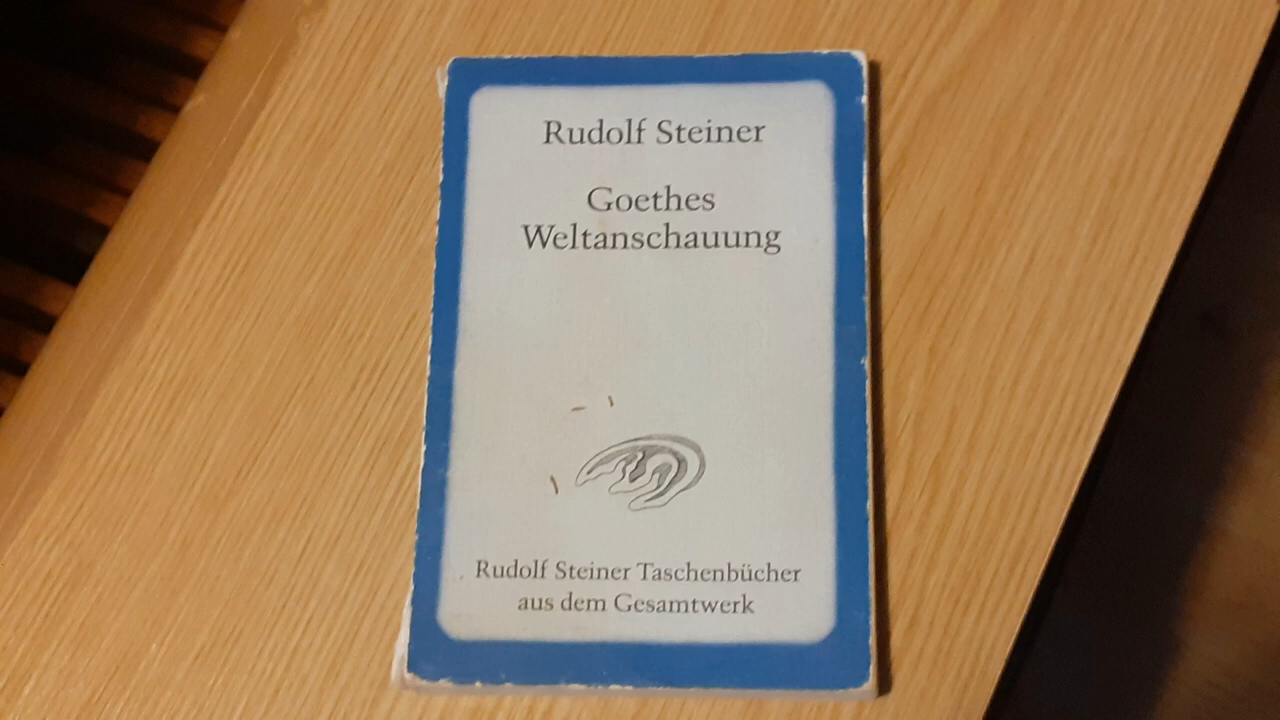 Rudolf Steiner
Goethes
Weltanschauung
Rudolf Steiner Taschenbücher
aus dem Gesamtwerk